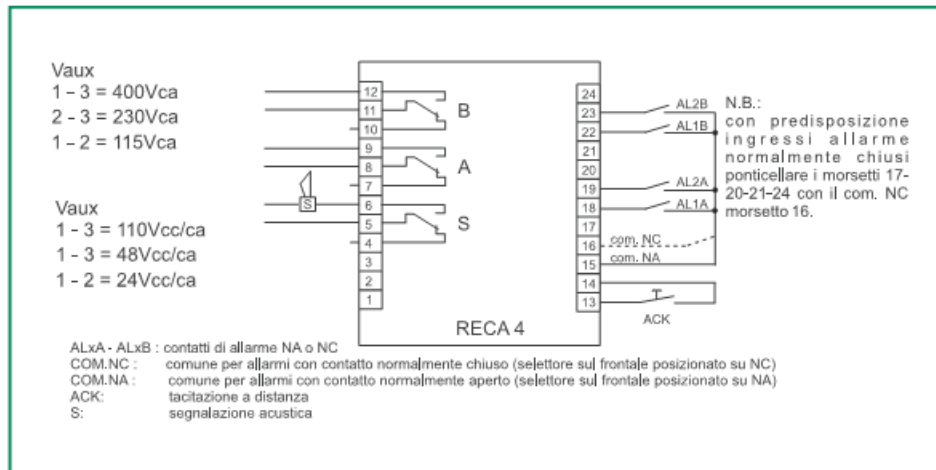 Vaux
1 - 3 = 400Vca
2 - 3 = 230Vca
1 - 2 = 115Vca
Vaux
1 - 3 = 110Vcc/ca
1 - 3 = 48Vcc/ca
1 - 2 = 24Vcc/ca
12
11
10
9
8
7
6
5
4
3
2
1
B
A
S
S
RECA 4
24
23
22
21
20
19
18
17
16
15
14
13
AL2B
AL1B
AL2A
AL1A
com. NC
com. NA
ACK
N.B.:
con predisposizione
ingressi allarme
normalmente chiusi
ponticellare i morsetti 17-
20-21-24 con il com. NC
morsetto 16.
ALxA - ALxB : contatti di allarme NA o NC
COM.NC : comune per allarmi con contatto normalmente chiuso (selettore sul frontale posizionato su NC)
COM.NA : comune per allarmi con contatto normalmente aperto (selettore sul frontale posizionato su NA)
ACK: tacitazione a distanza
S: segnalazione acustica